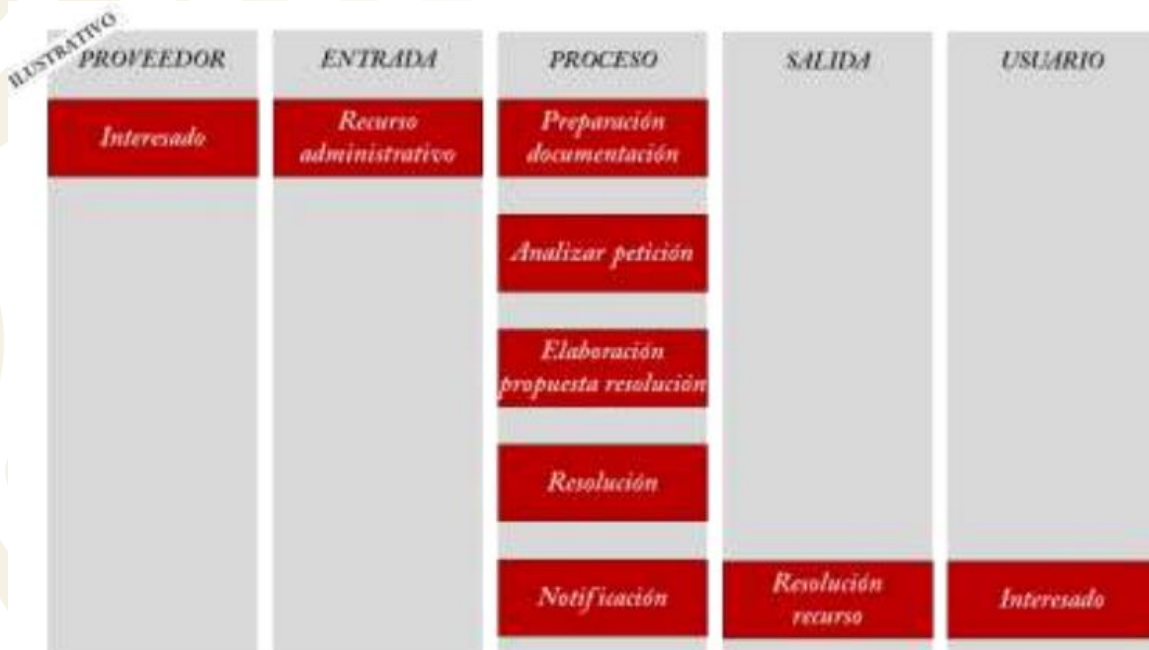 ILUSTRATIVO
PROVEEDOR
ENTRADA
PROCESO
SALIDA
USUARIO
Interesado
Recurso
administrativo
Preparación
documentación
Analizar petición
Elaboración
propuesta resolución
Resolución
Notificación
Resolución
recurso
Interesado